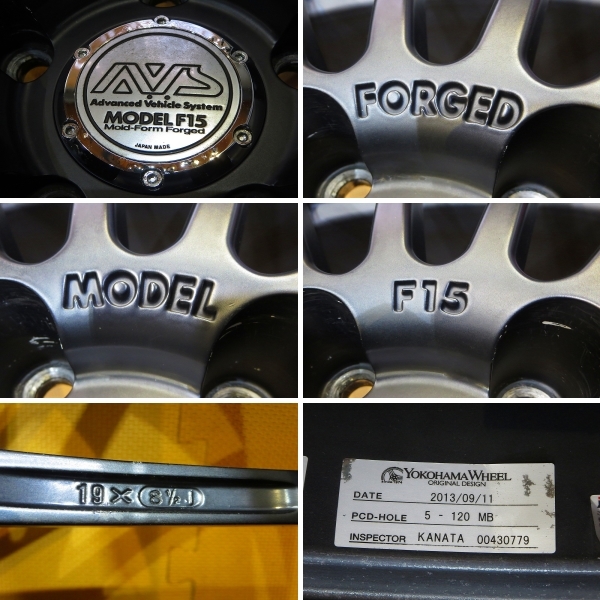 AVS
Advanced Vehicle System
MODEL F15
Mold-Form Forged
JAPAN MADE
FORGED
MODEL
F15
19 × 8½J
YOKOHAMA WHEEL
ORIGINAL DESIGN
DATE 2013/09/11
PCD-HOLE 5 - 120 MB
INSPECTOR KANATA 00430779